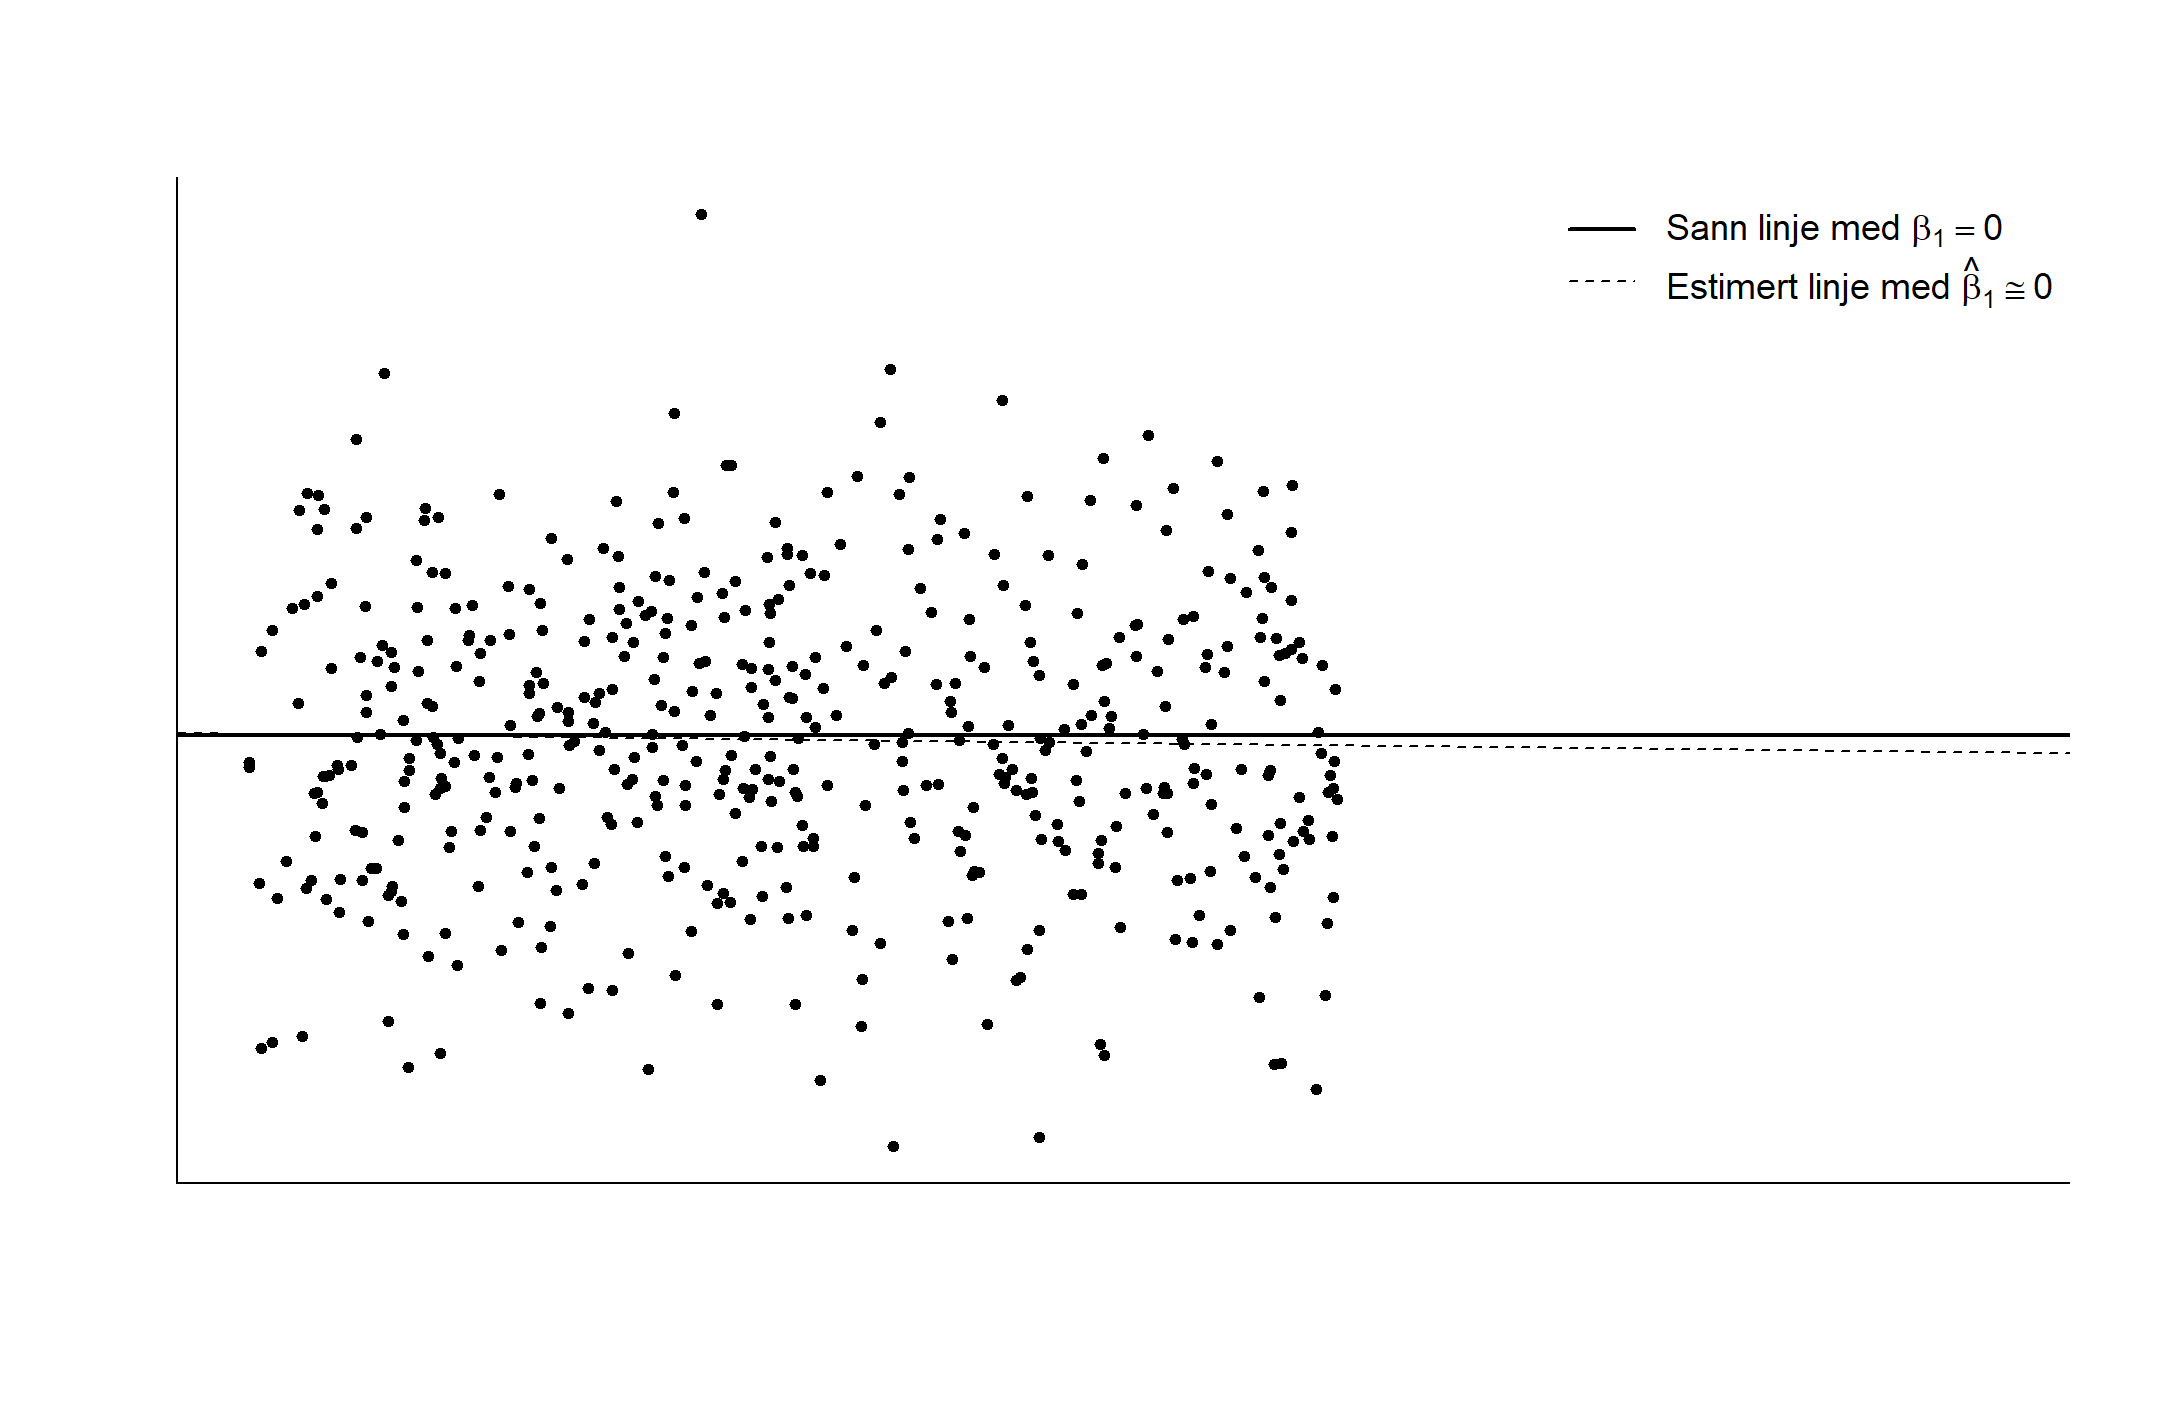 Sann linje med β₁ = 0
Estimert linje med β̂₁ ≅ 0